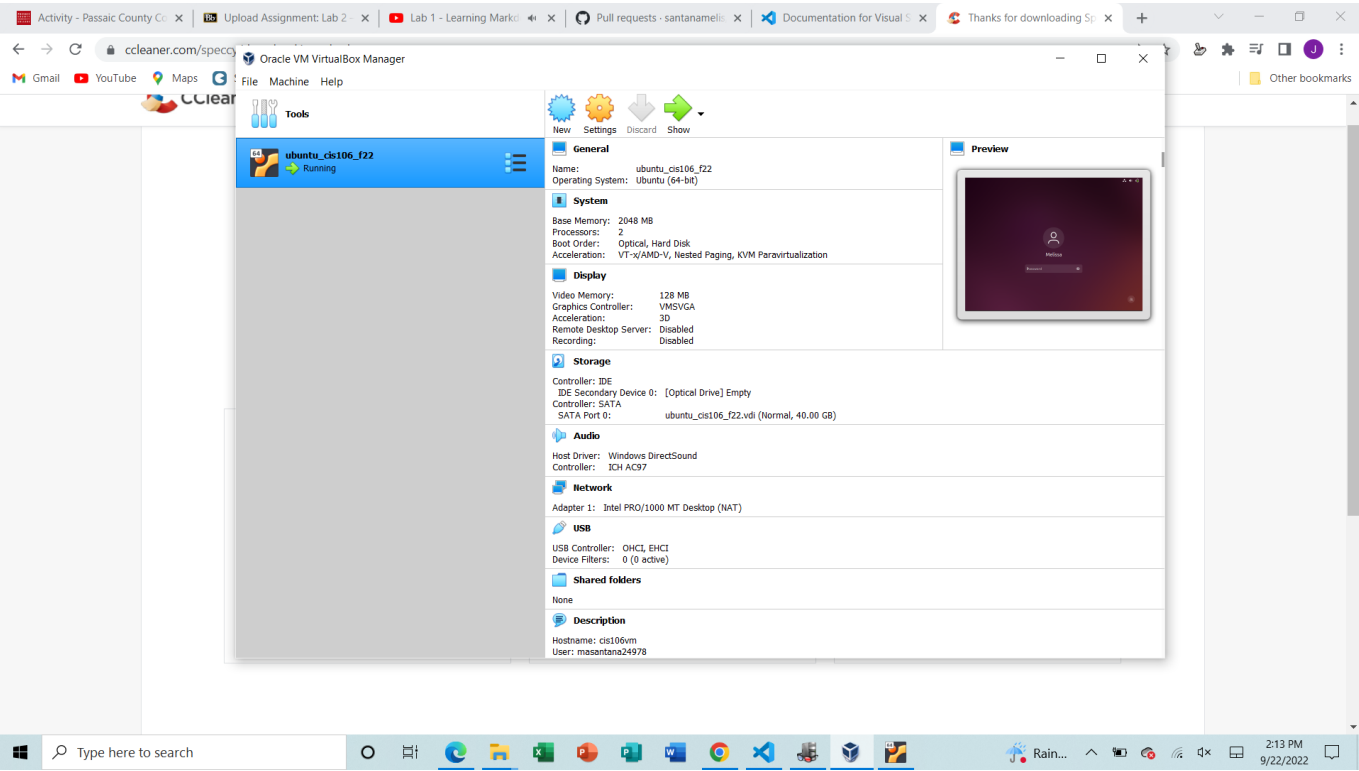 Activity - Passaic County Co
Bb Upload Assignment: Lab 2 -
Lab 1 - Learning Markd
Pull requests · santanamelis
Documentation for Visual S
Thanks for downloading Sp
ccleaner.com/speccy
J
Gmail
YouTube
Maps
G
Other bookmarks
CClear
Oracle VM VirtualBox Manager
File Machine Help
Tools
New Settings Discard Show
64
ubuntu_cis106_f22
Running
General
Name: ubuntu_cis106_f22
Operating System: Ubuntu (64-bit)
System
Base Memory: 2048 MB
Processors: 2
Boot Order: Optical, Hard Disk
Acceleration: VT-x/AMD-V, Nested Paging, KVM Paravirtualization
Display
Video Memory: 128 MB
Graphics Controller: VMSVGA
Acceleration: 3D
Remote Desktop Server: Disabled
Recording: Disabled
Preview
Melissa
Password
Storage
Controller: IDE
IDE Secondary Device 0: [Optical Drive] Empty
Controller: SATA
SATA Port 0: ubuntu_cis106_f22.vdi (Normal, 40.00 GB)
Audio
Host Driver: Windows DirectSound
Controller: ICH AC97
Network
Adapter 1: Intel PRO/1000 MT Desktop (NAT)
USB
USB Controller: OHCI, EHCI
Device Filters: 0 (0 active)
Shared folders
None
Description
Hostname: cis106vm
User: masantana24978
Type here to search
Rain...
2:13 PM
9/22/2022